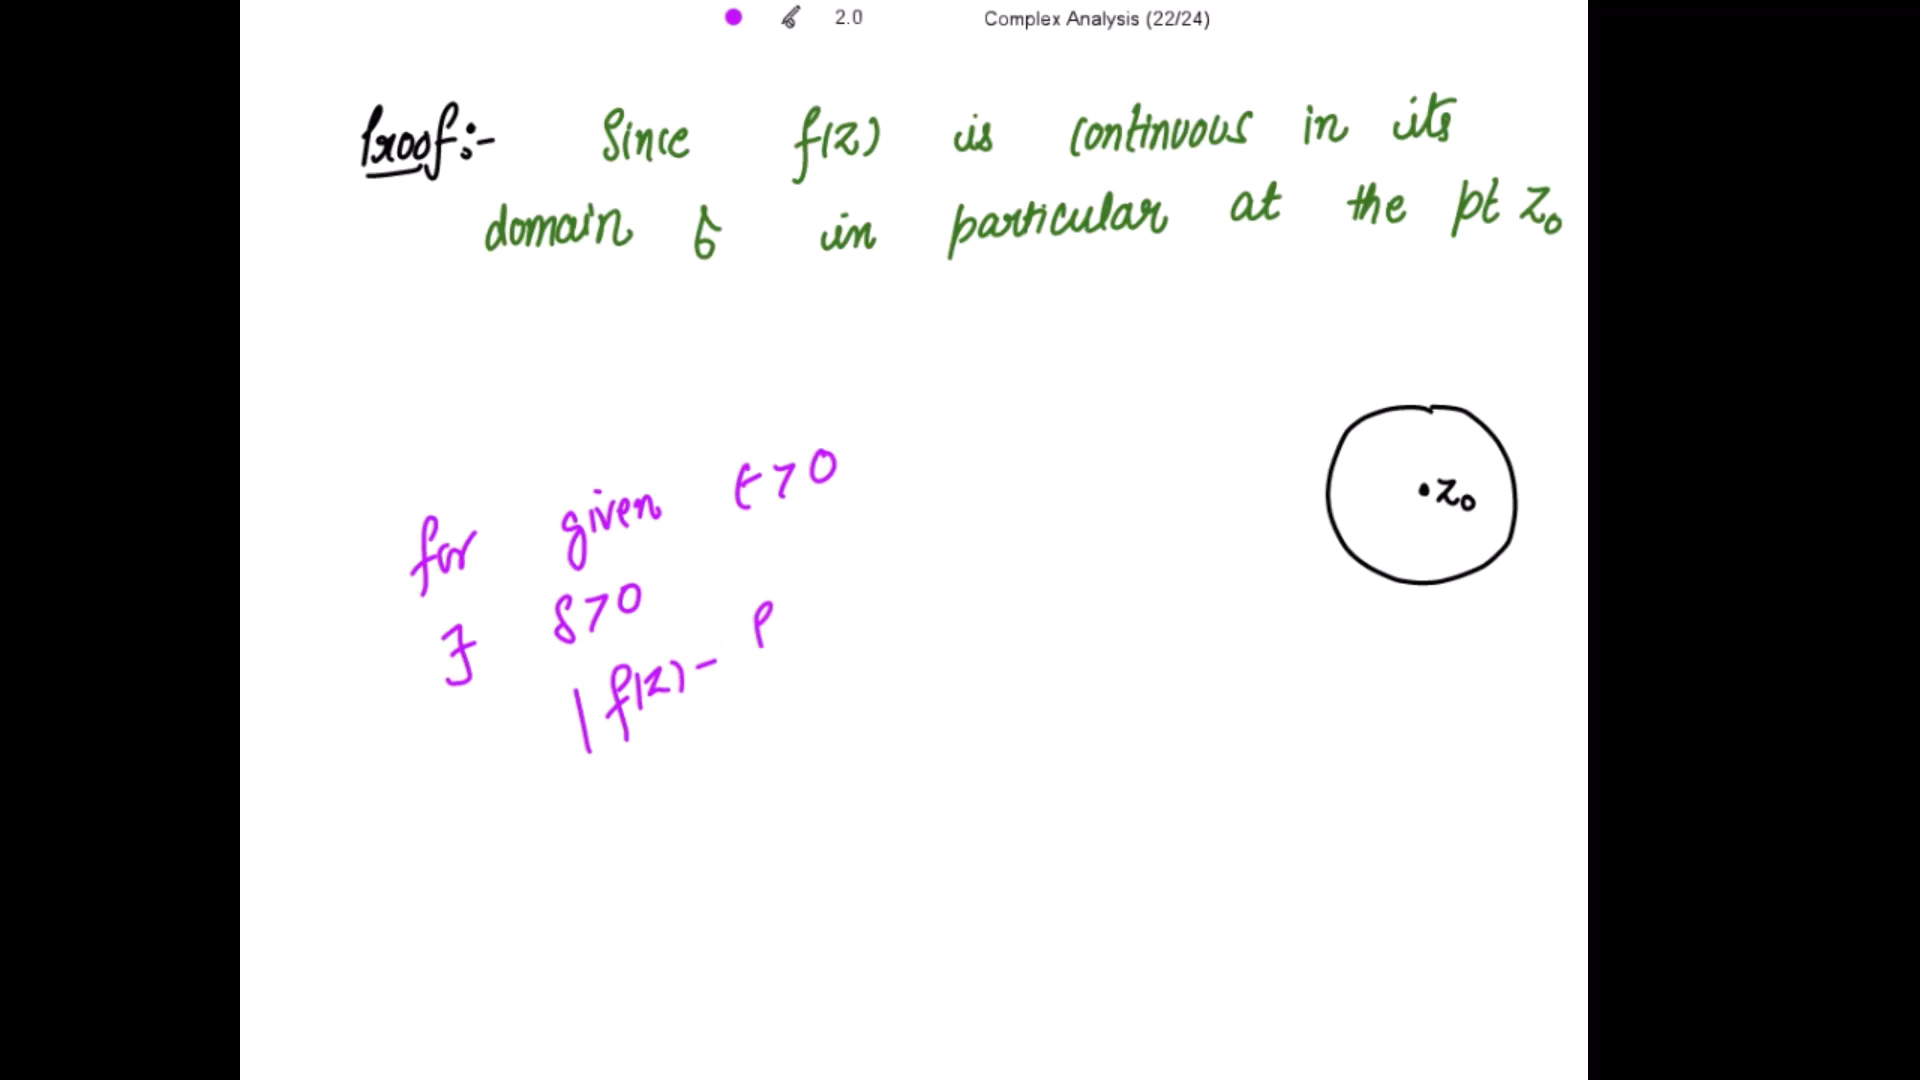 2.0 Complex Analysis (22/24)
Proof:- Since f(z) is continuous in its
domain & in particular at the pt z₀
for given ϵ>0
∃ δ>0
|f(z) -
•z₀